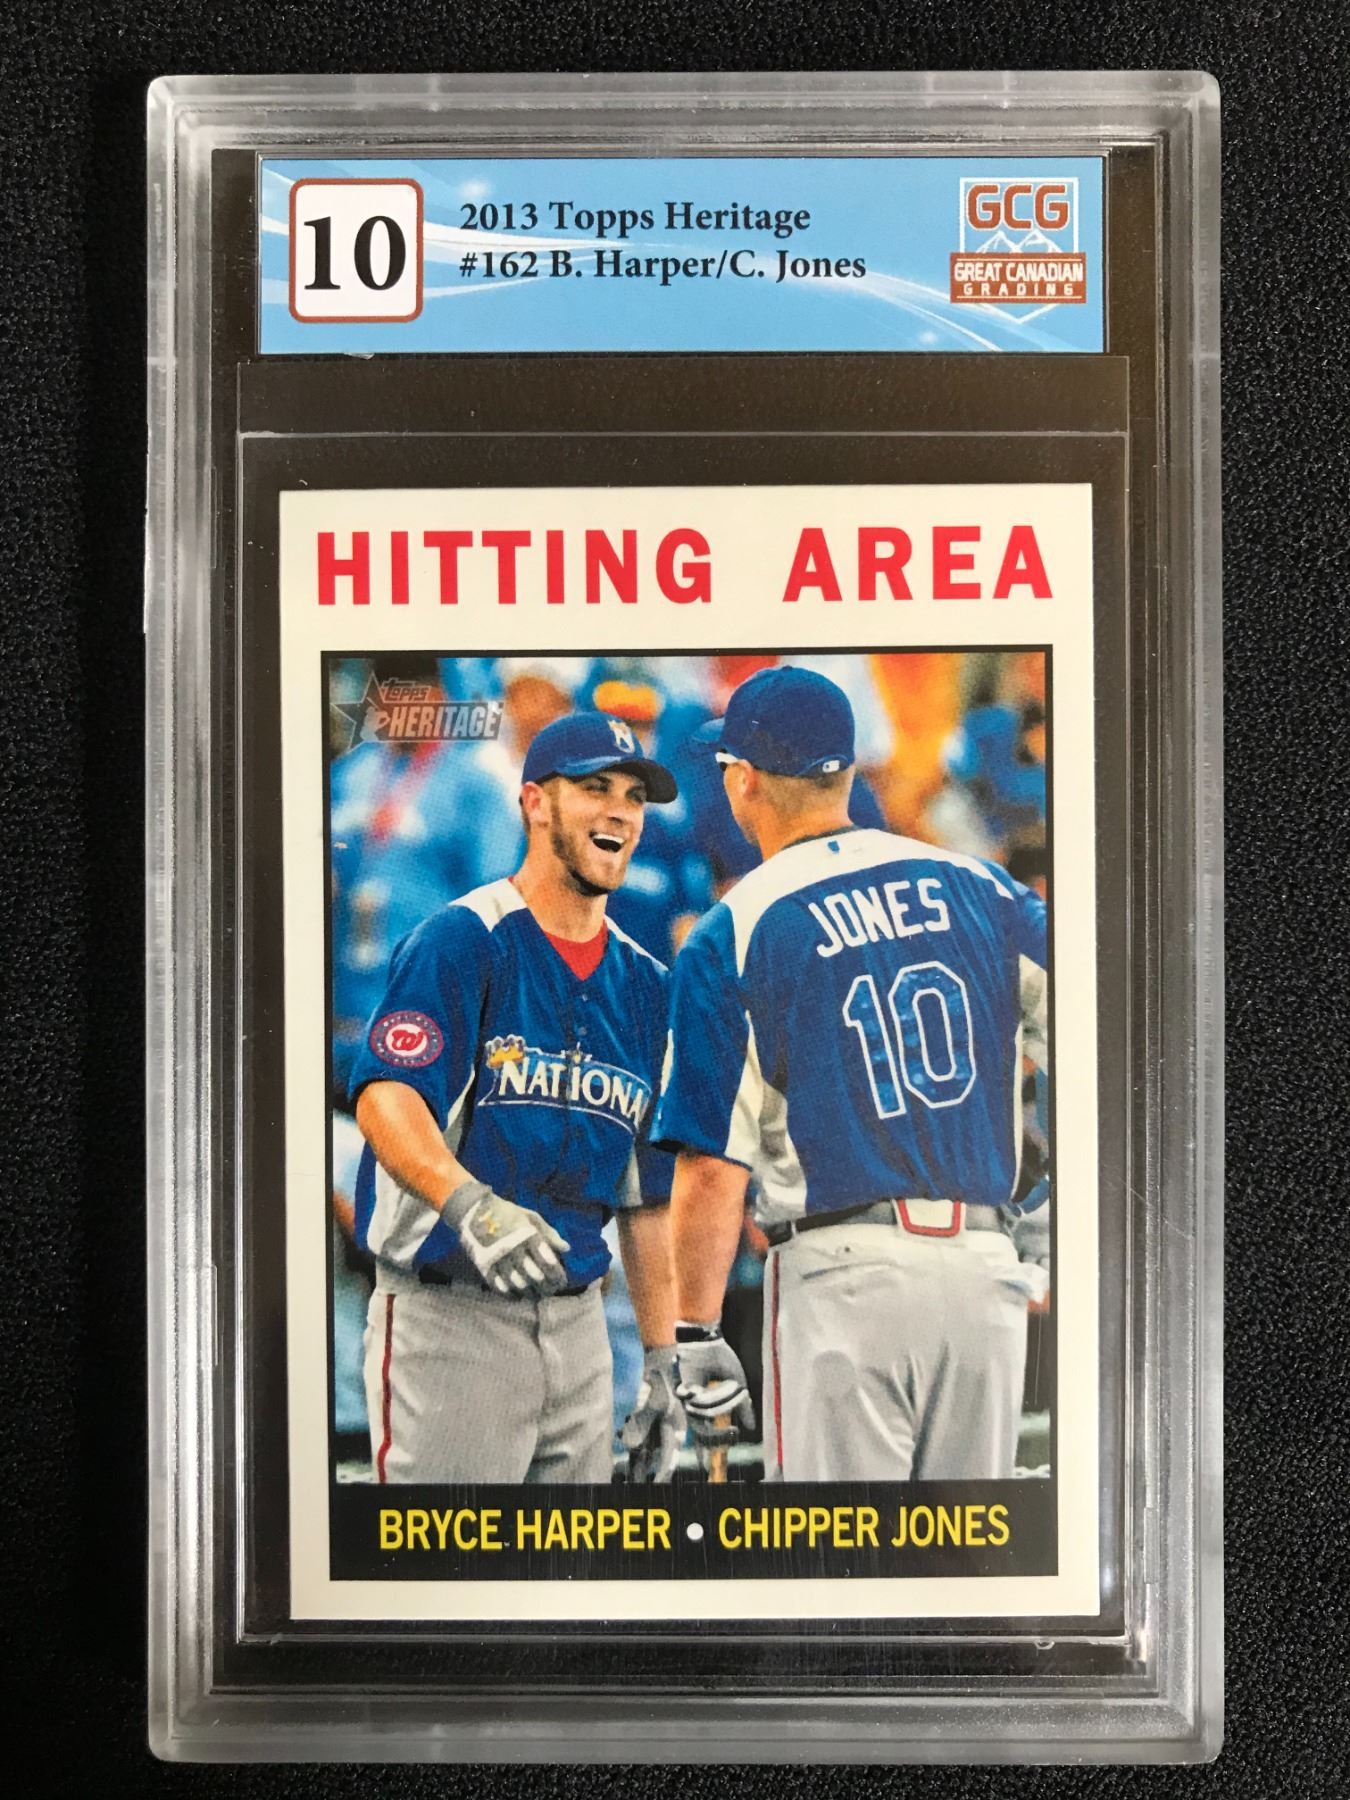 10
2013 Topps Heritage
#162 B. Harper/C. Jones
GCG
GREAT CANADIAN
GRADING
HITTING AREA
TOPPS
HERITAGE
N
JONES
10
W
NATIONA
BRYCE HARPER • CHIPPER JONES